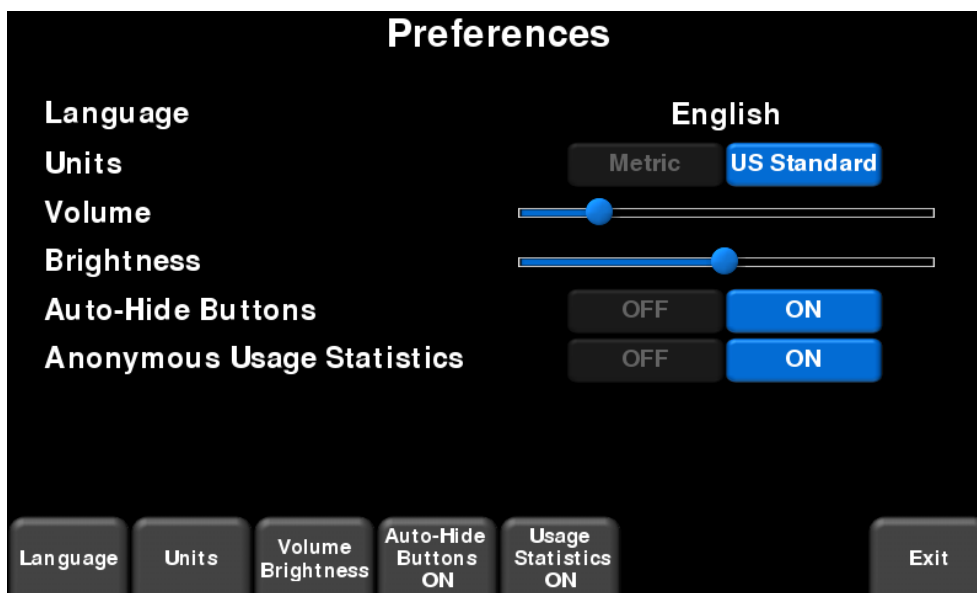 Preferences
Language English
Units Metric US Standard
Volume
Brightness
Auto-Hide Buttons OFF ON
Anonymous Usage Statistics OFF ON
Language
Units
Volume
Brightness
Auto-Hide
Buttons
ON
Usage
Statistics
ON
Exit